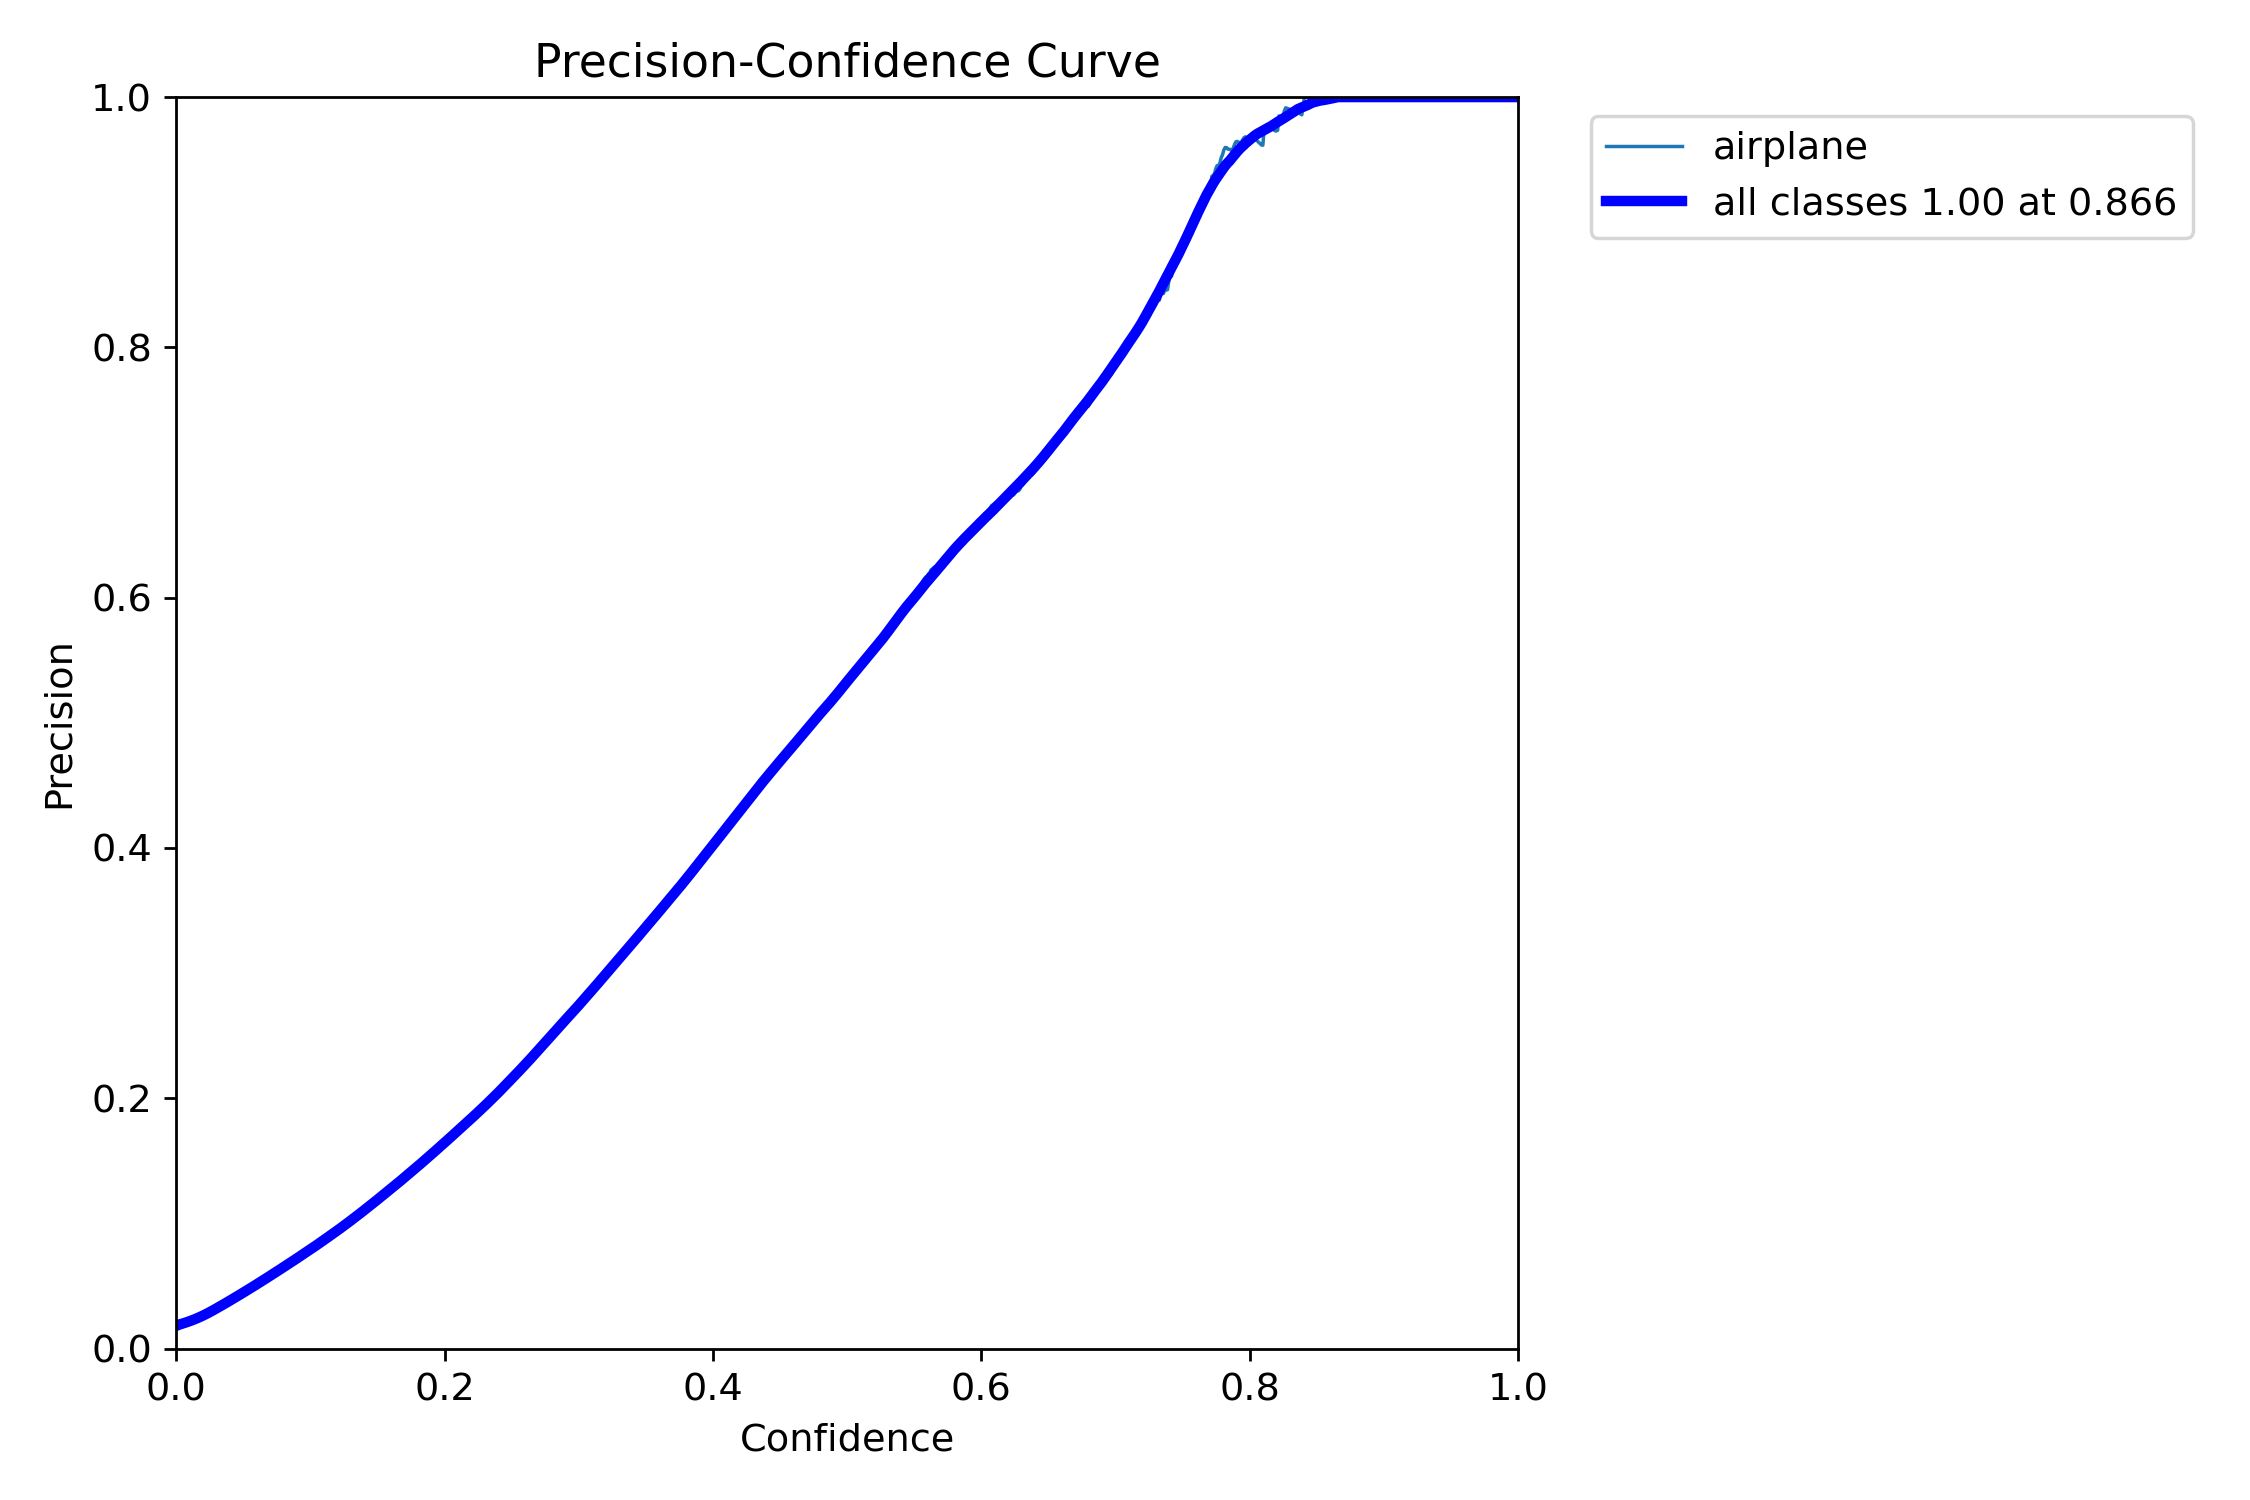 Precision-Confidence Curve
1.0
0.8
0.6
0.4
0.2
0.0
Precision
0.0 0.2 0.4 0.6 0.8 1.0
Confidence
airplane
all classes 1.00 at 0.866